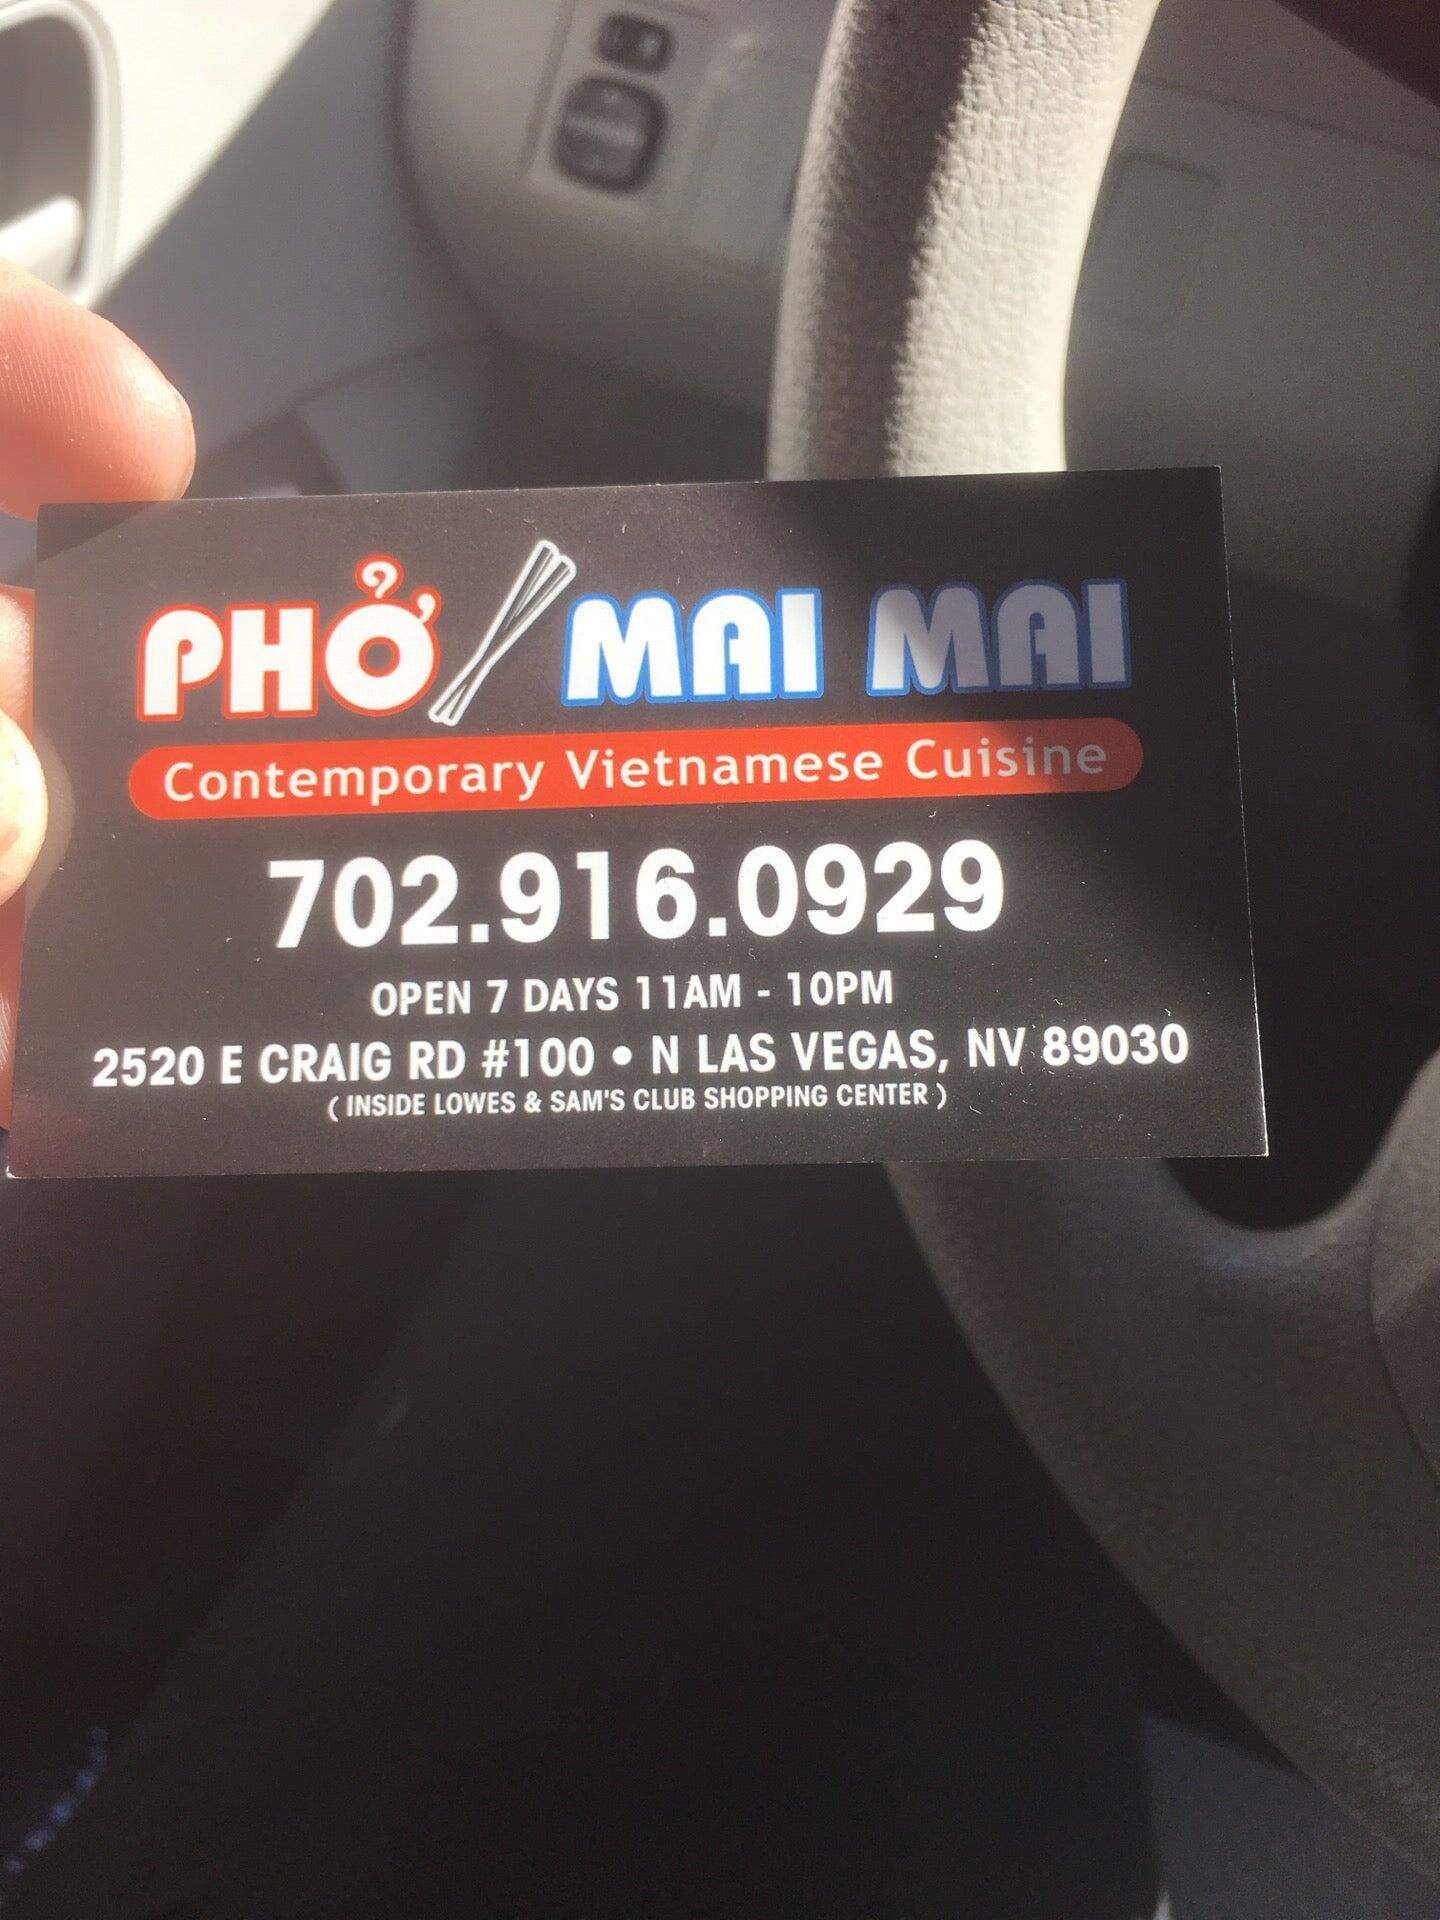 PHỞ MAI MAI
Contemporary Vietnamese Cuisine
702.916.0929
OPEN 7 DAYS 11AM - 10PM
2520 E CRAIG RD #100 • N LAS VEGAS, NV 89030
( INSIDE LOWES & SAM'S CLUB SHOPPING CENTER )